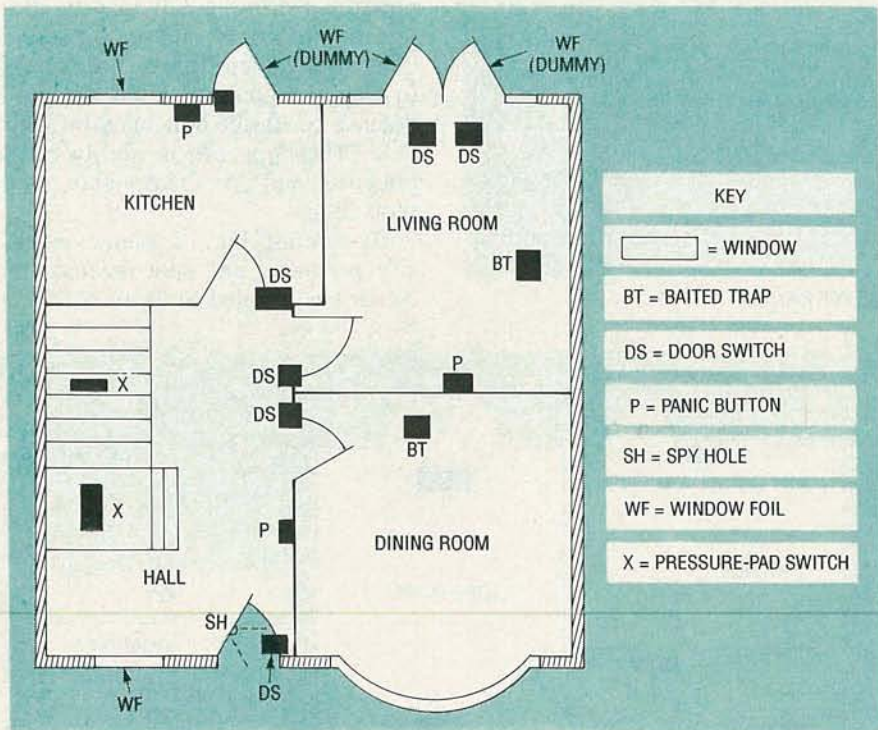 WF
WF
(DUMMY)
WF
(DUMMY)
P
DS
DS
KITCHEN
LIVING ROOM
BT
DS
X
DS
P
DS
BT
X
P
DINING ROOM
HALL
SH
DS
WF
KEY
= WINDOW
BT = BAITED TRAP
DS = DOOR SWITCH
P = PANIC BUTTON
SH = SPY HOLE
WF = WINDOW FOIL
X = PRESSURE-PAD SWITCH